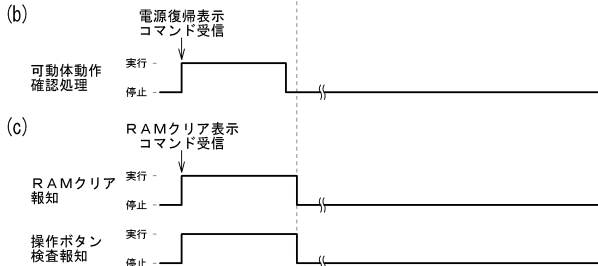 (b)
電源復帰表示
コマンド受信
可動体動作
確認処理
実行
停止
(c)
RAMクリア表示
コマンド受信
RAMクリア
報知
実行
停止
操作ボタン
検査報知
実行
停止